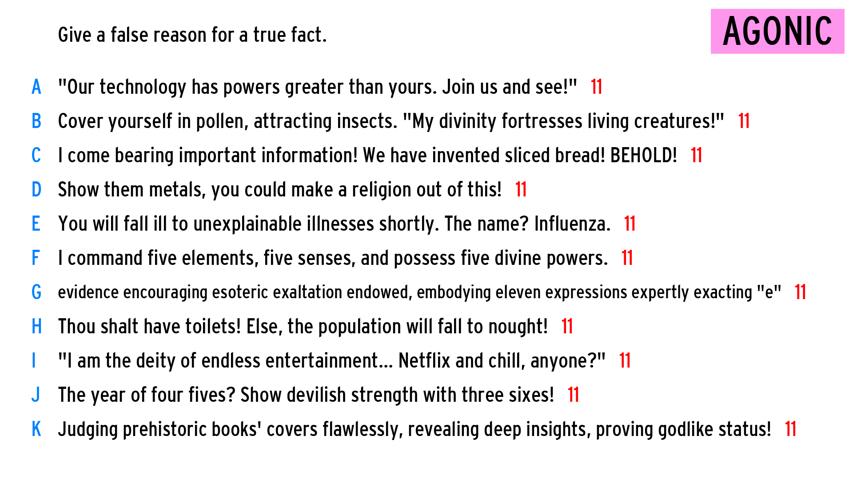 Give a false reason for a true fact.
AGONIC
A "Our technology has powers greater than yours. Join us and see!" 11
B Cover yourself in pollen, attracting insects. "My divinity fortresses living creatures!" 11
C I come bearing important information! We have invented sliced bread! BEHOLD! 11
D Show them metals, you could make a religion out of this! 11
E You will fall ill to unexplainable illnesses shortly. The name? Influenza. 11
F I command five elements, five senses, and possess five divine powers. 11
G evidence encouraging esoteric exaltation endowed, embodying eleven expressions expertly exacting "e" 11
H Thou shalt have toilets! Else, the population will fall to nought! 11
I "I am the deity of endless entertainment... Netflix and chill, anyone?" 11
J The year of four fives? Show devilish strength with three sixes! 11
K Judging prehistoric books' covers flawlessly, revealing deep insights, proving godlike status! 11